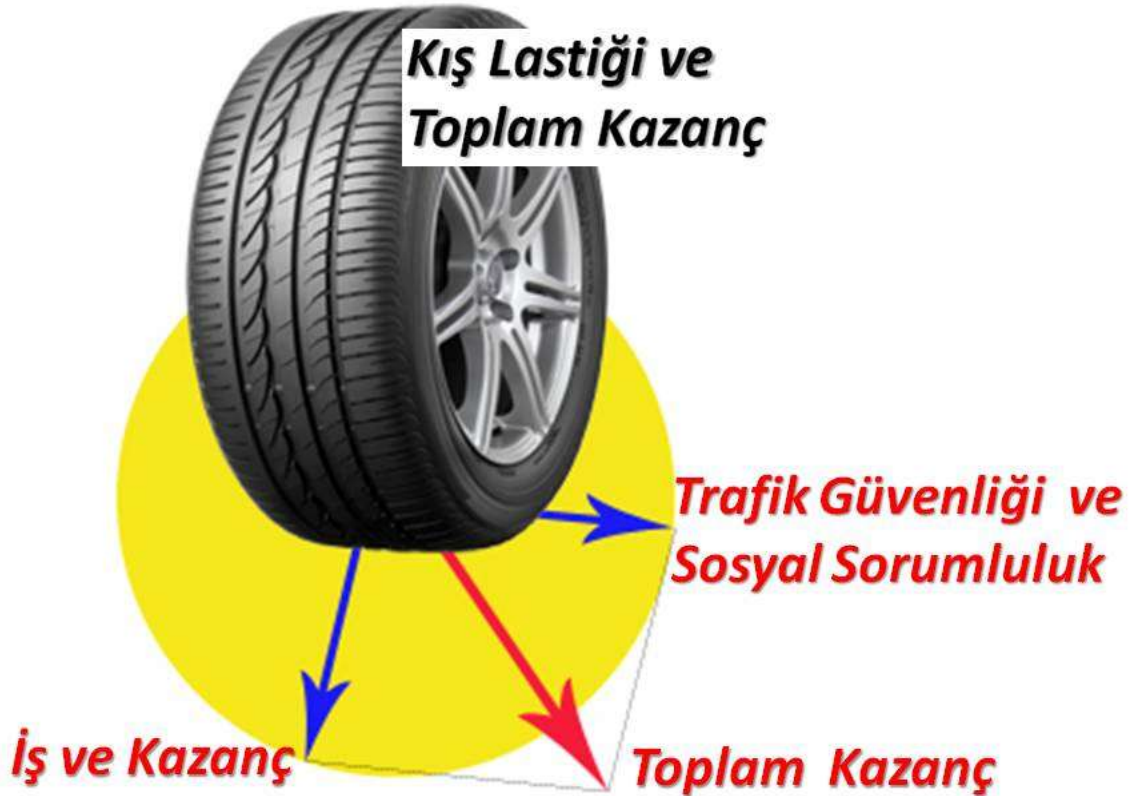 Kış Lastiği ve
Toplam Kazanç
Trafik Güvenliği ve
Sosyal Sorumluluk
İş ve Kazanç
Toplam Kazanç